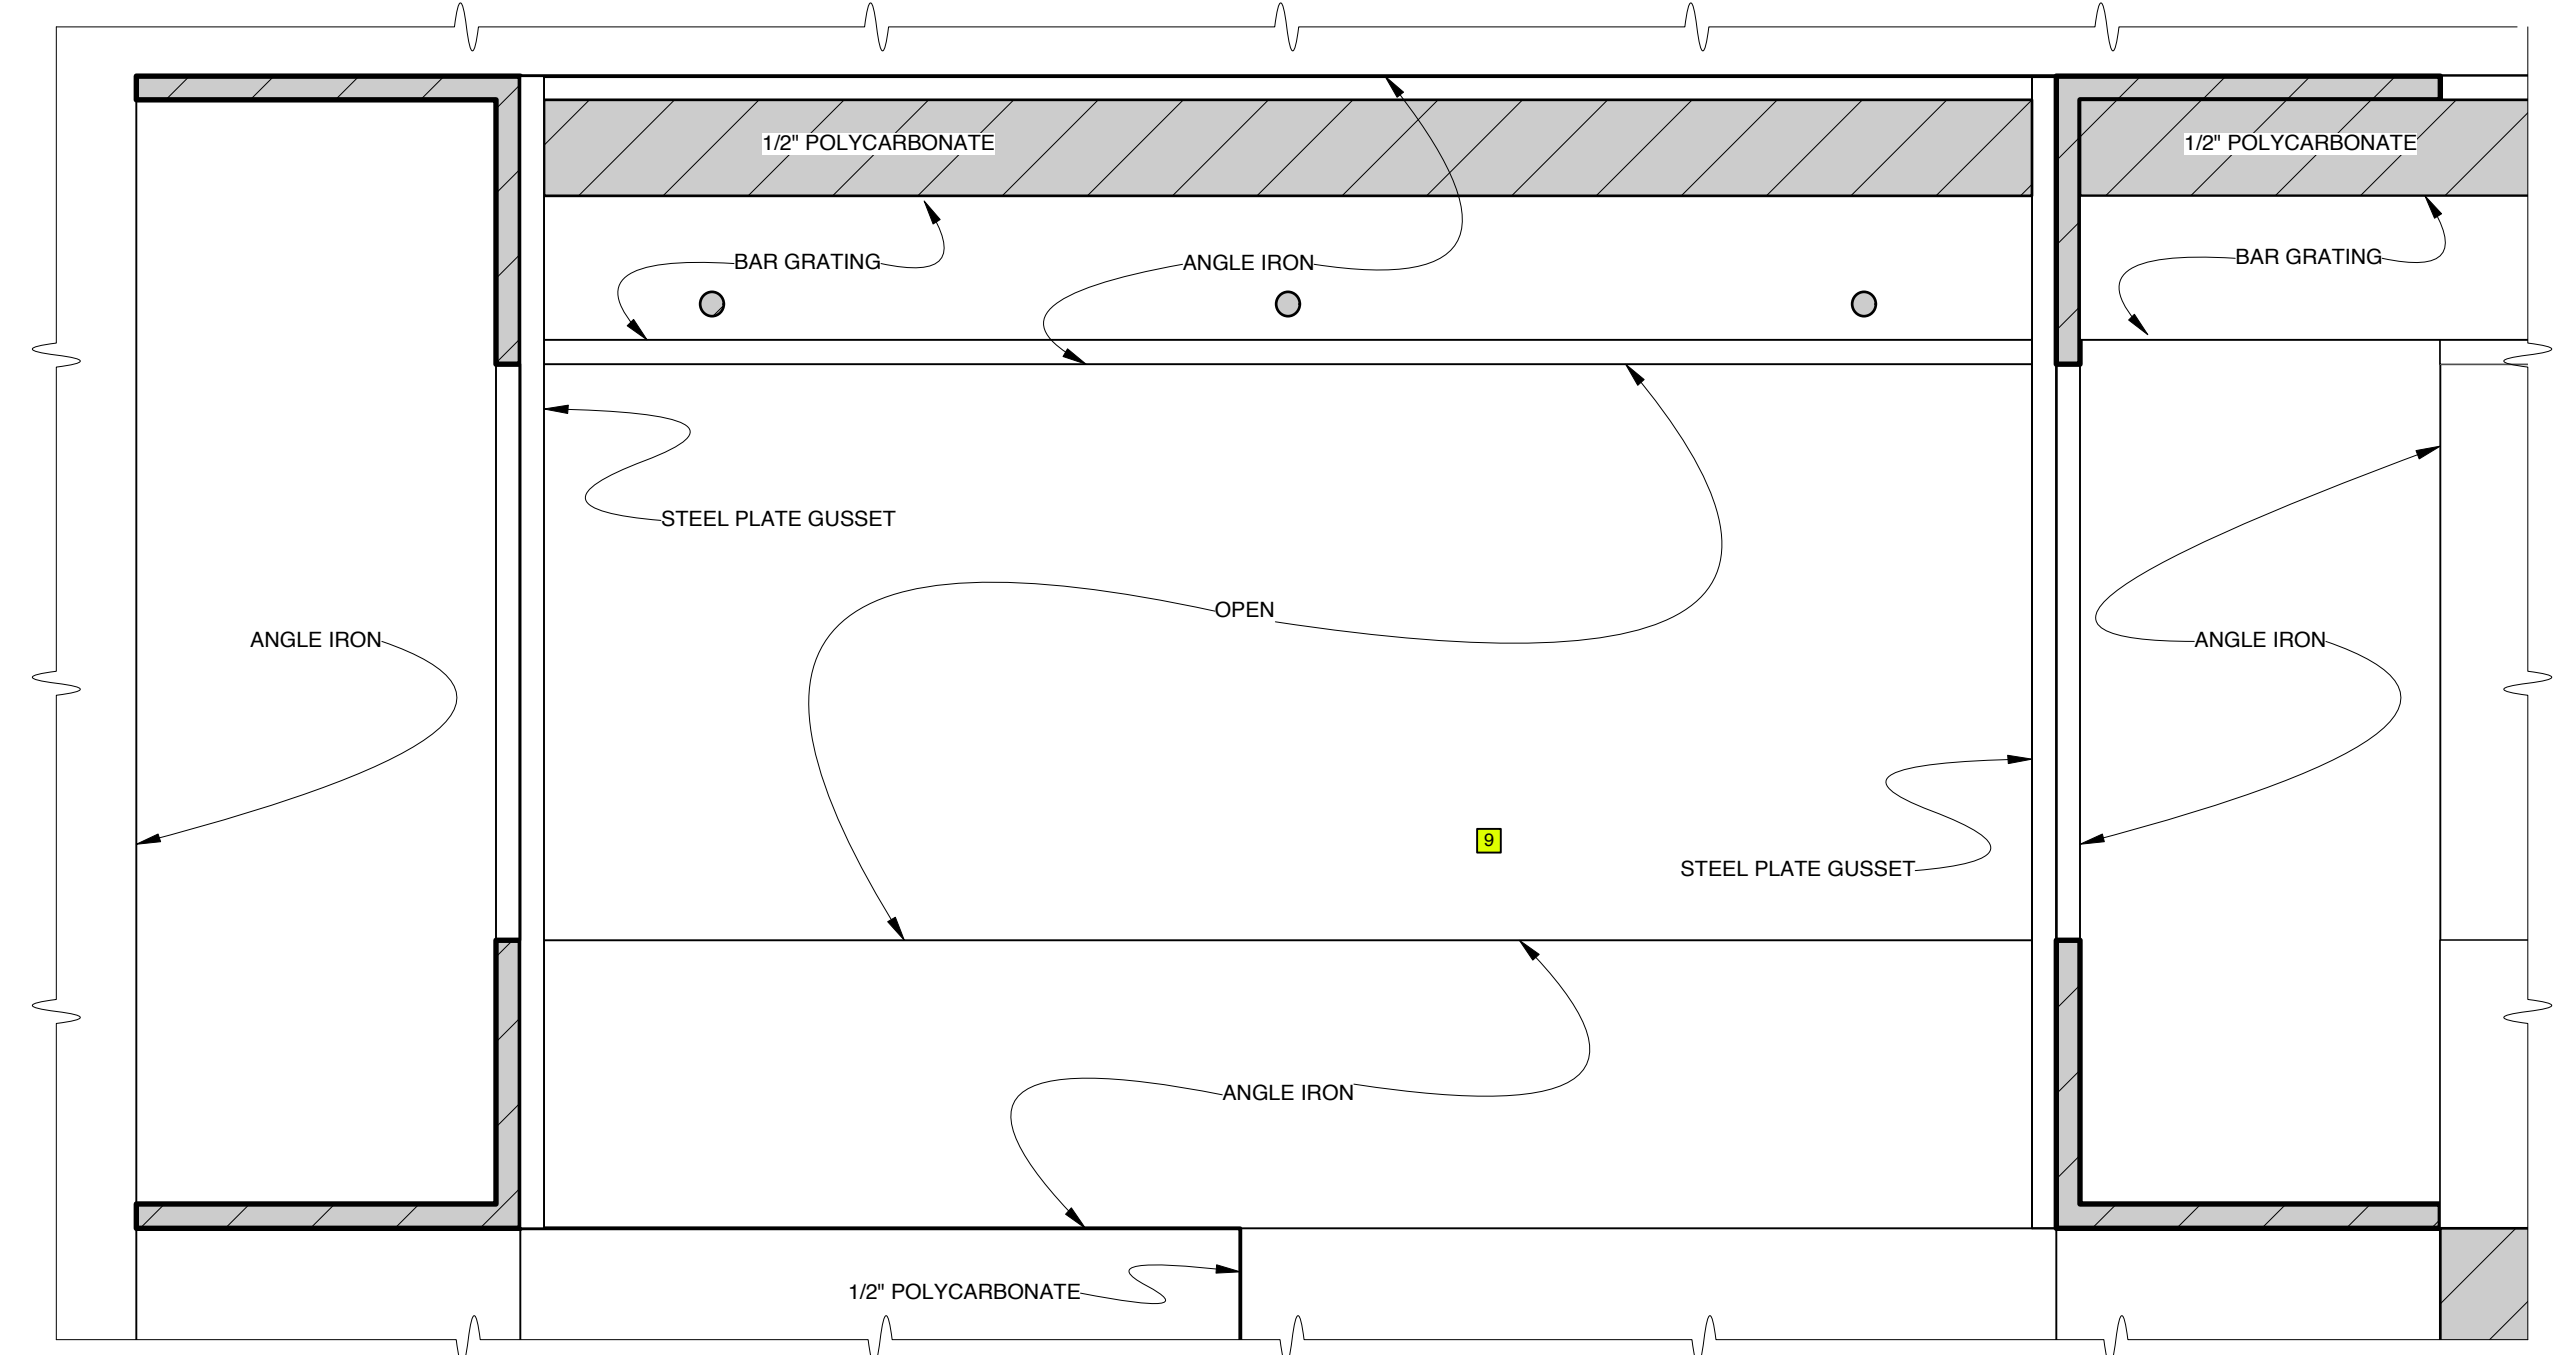 1/2" POLYCARBONATE
1/2" POLYCARBONATE
BAR GRATING
ANGLE IRON
BAR GRATING
STEEL PLATE GUSSET
OPEN
ANGLE IRON
ANGLE IRON
9
STEEL PLATE GUSSET
ANGLE IRON
1/2" POLYCARBONATE